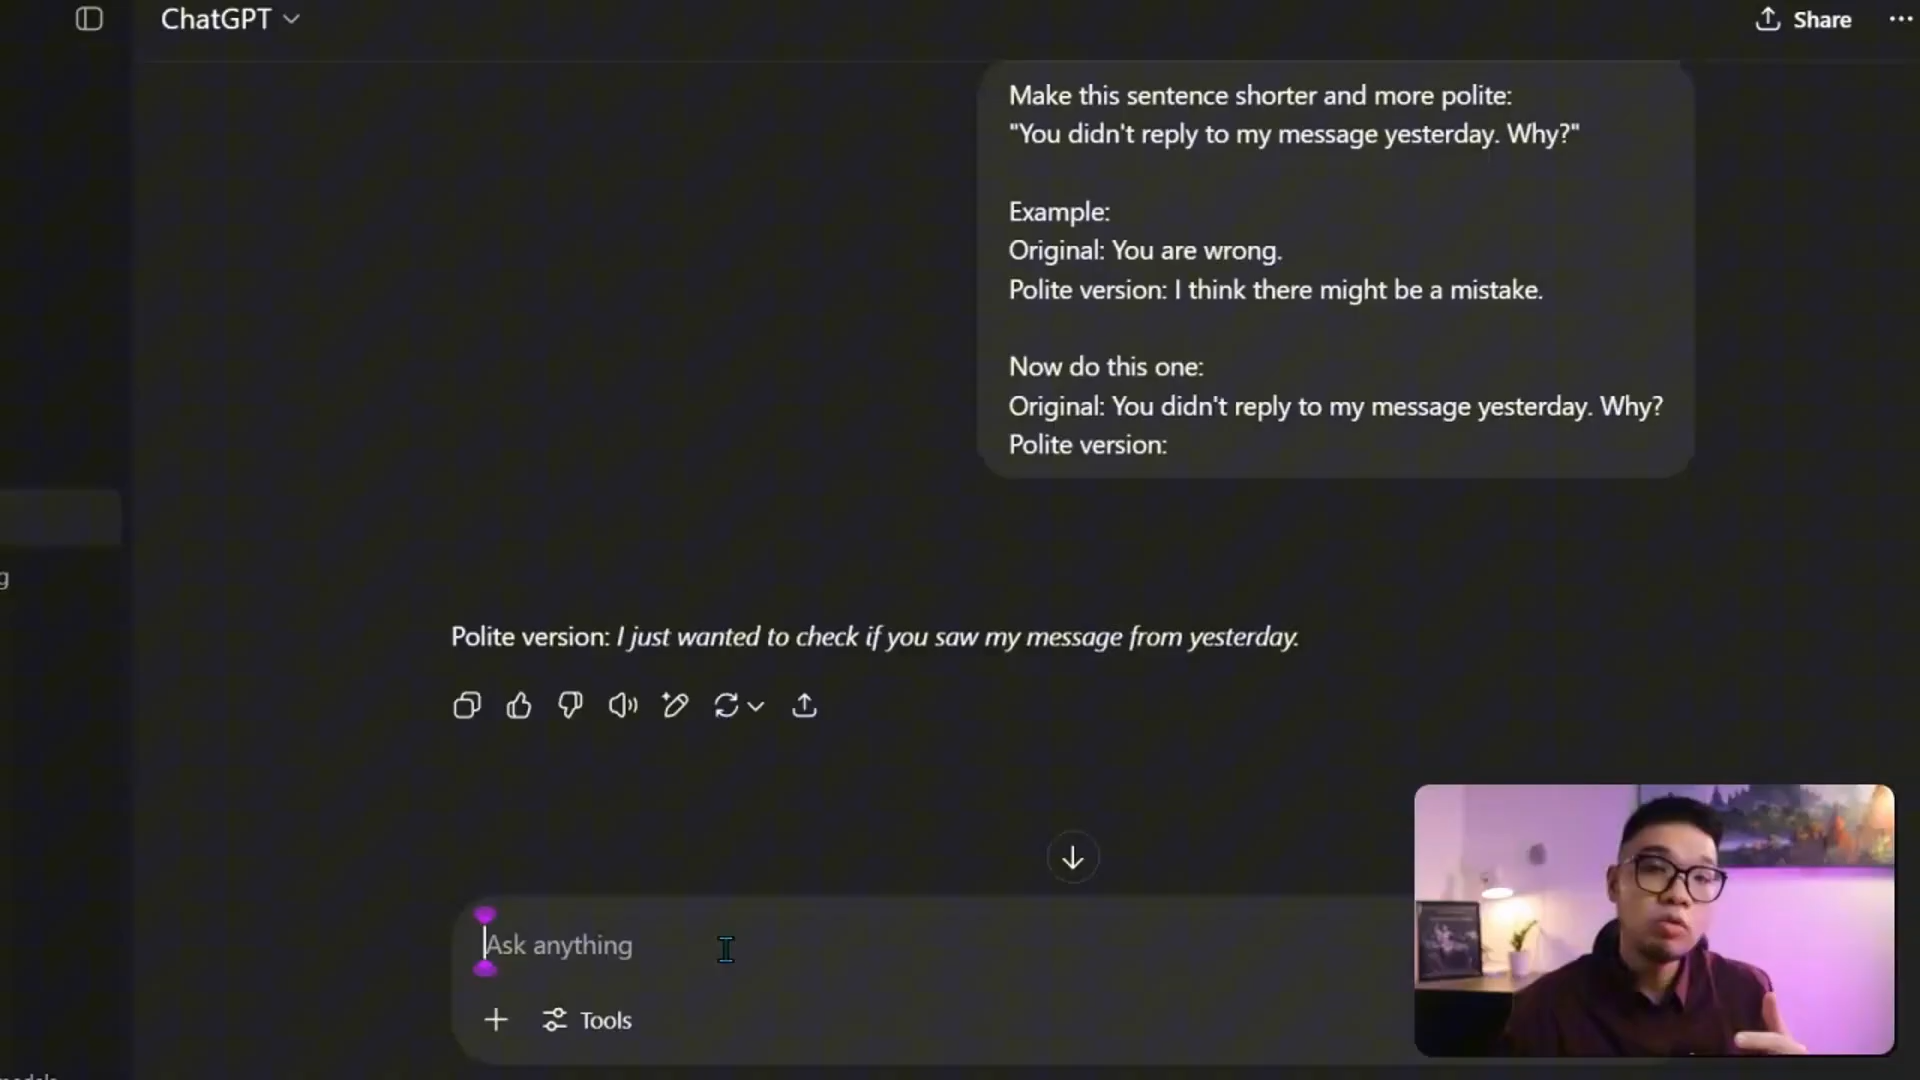 ChatGPT
Share
Make this sentence shorter and more polite:
"You didn't reply to my message yesterday. Why?"
Example:
Original: You are wrong.
Polite version: I think there might be a mistake.
Now do this one:
Original: You didn't reply to my message yesterday. Why?
Polite version:
Polite version: I just wanted to check if you saw my message from yesterday.
Ask anything
Tools